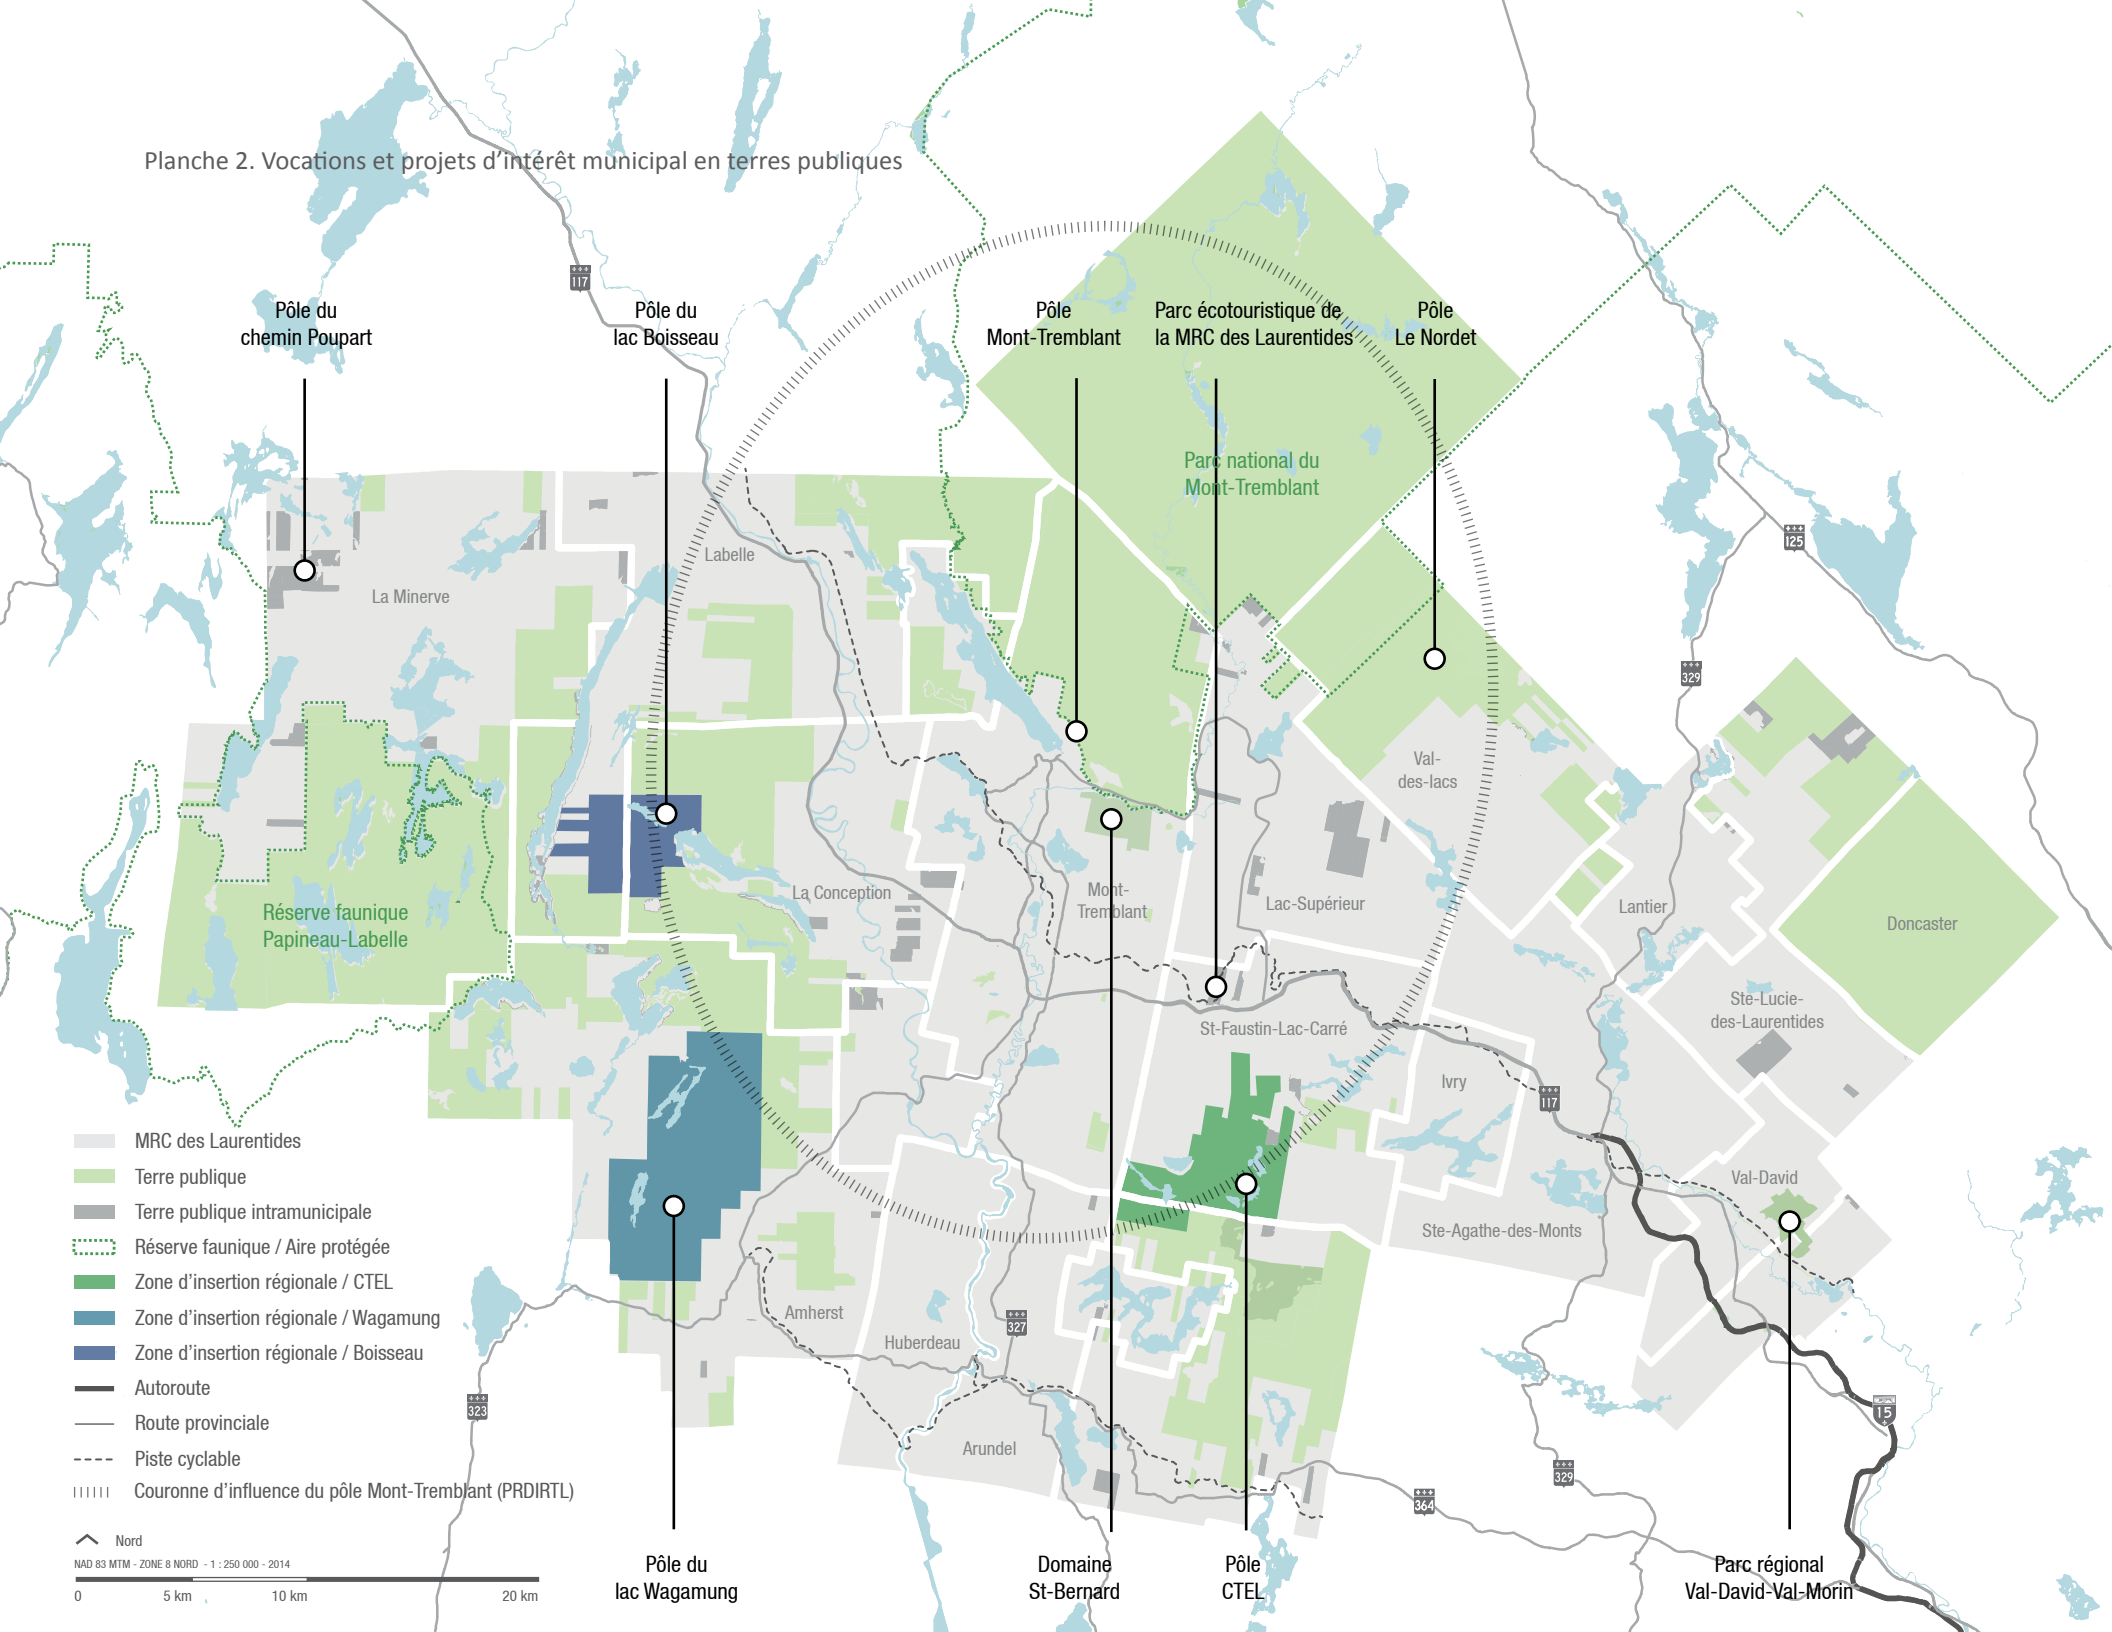 Planche 2. Vocations et projets d'intérêt municipal en terres publiques
117
Pôle du
chemin Poupart
Pôle du
lac Boisseau
Pôle
Mont-Tremblant
Parc écotouristique de
la MRC des Laurentides
Pôle
Le Nordet
Parc national du
Mont-Tremblant
125
Labelle
La Minerve
329
Val-
des-lacs
La Conception
Mont-
Tremblant
Lac-Supérieur
Lantier
Doncaster
Réserve faunique
Papineau-Labelle
Ste-Lucie-
des-Laurentides
St-Faustin-Lac-Carré
Ivry
117
Val-David
Ste-Agathe-des-Monts
Amherst
Huberdeau
327
323
15
Arundel
329
364
MRC des Laurentides
Terre publique
Terre publique intramunicipale
Réserve faunique / Aire protégée
Zone d'insertion régionale / CTEL
Zone d'insertion régionale / Wagamung
Zone d'insertion régionale / Boisseau
Autoroute
Route provinciale
Piste cyclable
Couronne d'influence du pôle Mont-Tremblant (PRDIRTL)
Nord
NAD 83 MTM - ZONE 8 NORD - 1 : 250 000 - 2014
0 5 km 10 km 20 km
Pôle du
lac Wagamung
Domaine
St-Bernard
Pôle
CTEL
Parc régional
Val-David-Val-Morin